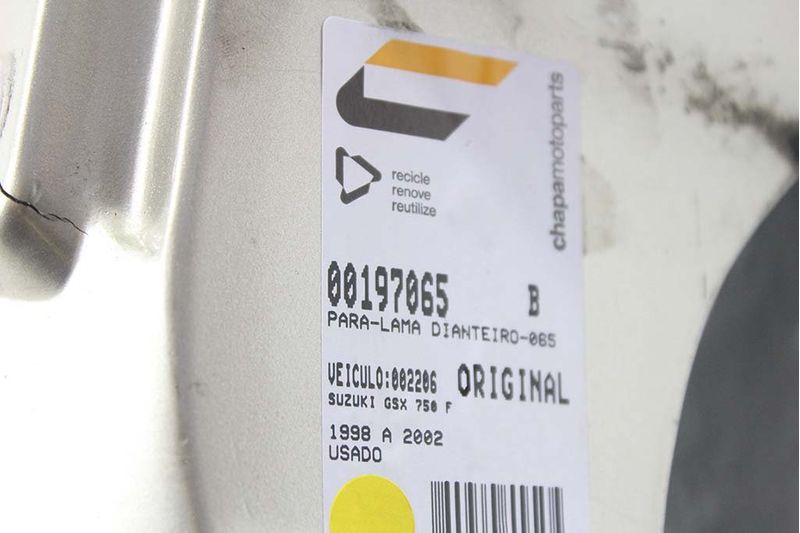 chapamotoparts
recicle
renove
reutilize
00197065 B
PARA-LAMA DIANTEIRO-065
VEICULO:002206 ORIGINAL
SUZUKI GSX 750 F
1998 A 2002
USADO